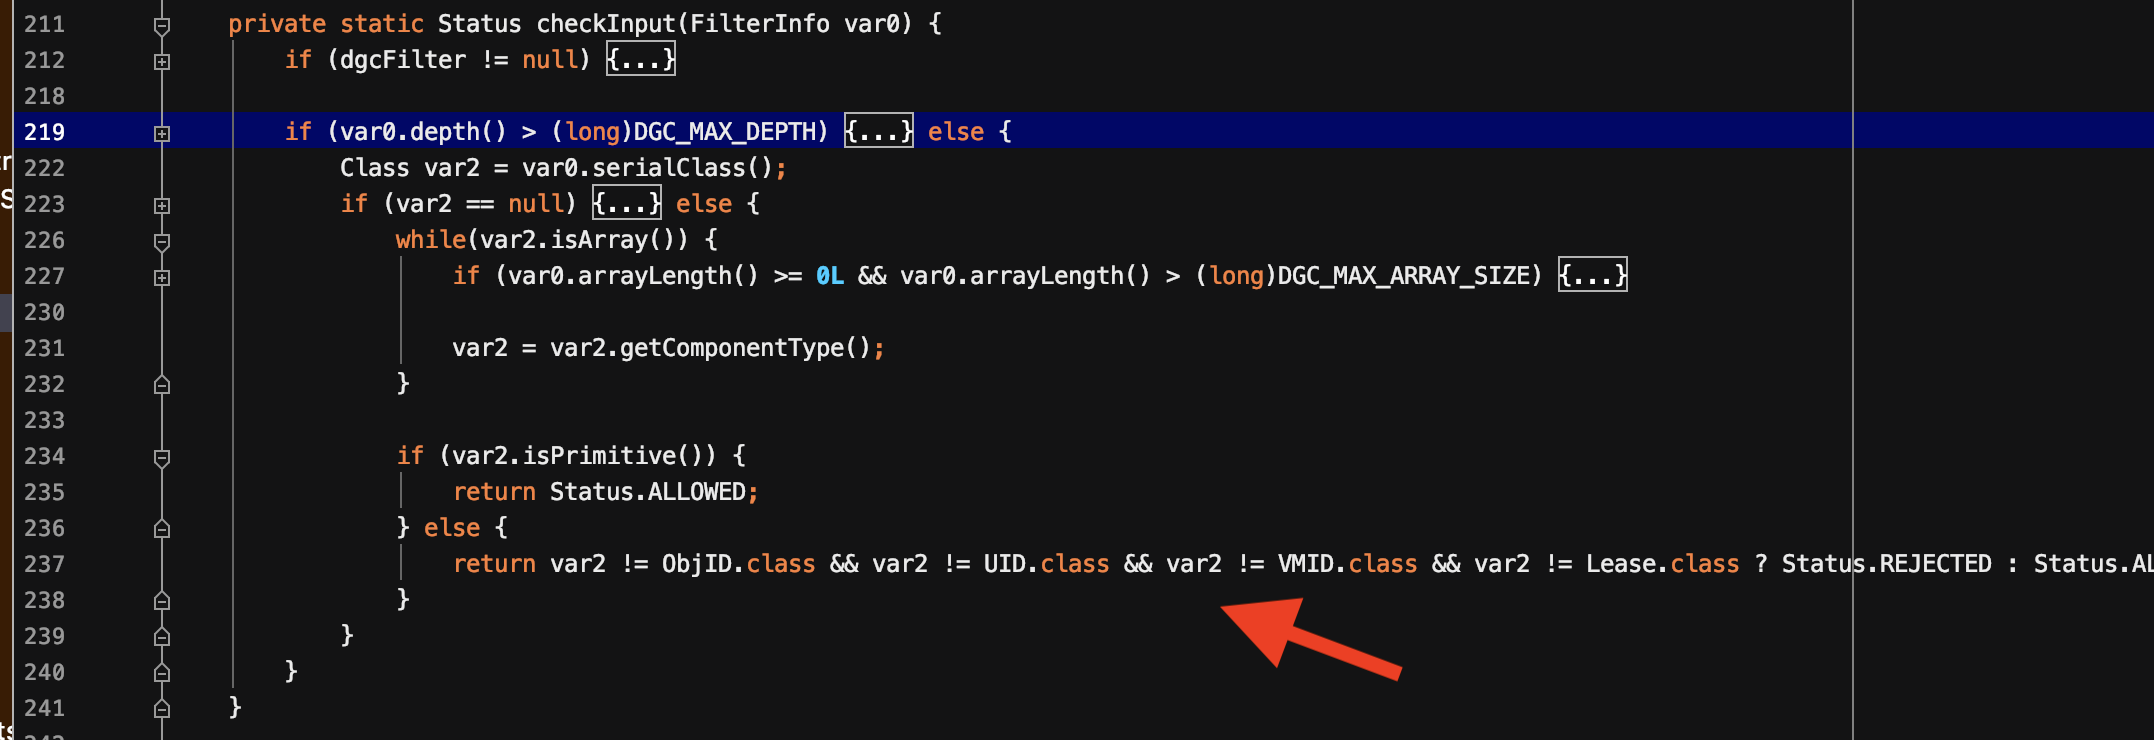 211 private static Status checkInput(FilterInfo var0) {
212 if (dgcFilter != null) {...}
218
219 if (var0.depth() > (long)DGC_MAX_DEPTH) {...} else {
222 Class var2 = var0.serialClass();
223 if (var2 == null) {...} else {
226 while(var2.isArray()) {
227 if (var0.arrayLength() >= 0L && var0.arrayLength() > (long)DGC_MAX_ARRAY_SIZE) {...}
230
231 var2 = var2.getComponentType();
232 }
233
234 if (var2.isPrimitive()) {
235 return Status.ALLOWED;
236 } else {
237 return var2 != ObjID.class && var2 != UID.class && var2 != VMID.class && var2 != Lease.class ? Status.REJECTED : Status.AL
238 }
239 }
240 }
241 }